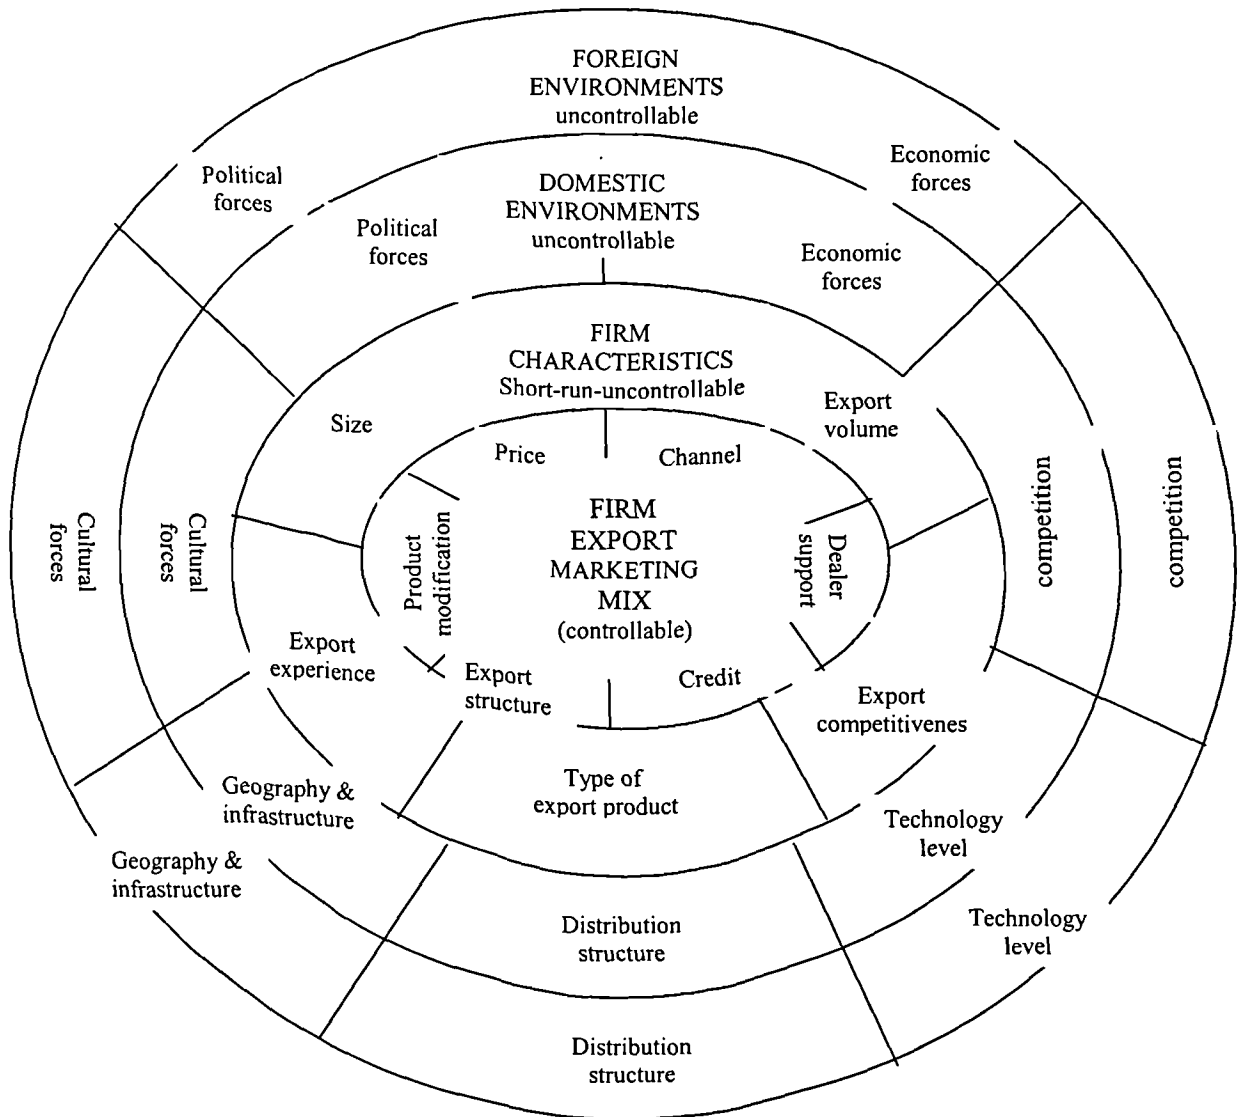 FOREIGN
ENVIRONMENTS
uncontrollable
Political
forces
Economic
forces
DOMESTIC
ENVIRONMENTS
uncontrollable
Political
forces
Economic
forces
FIRM
CHARACTERISTICS
Short-run-uncontrollable
Size
Export
volume
Price
Channel
Cultural
forces
Cultural
forces
Product
modification
FIRM
EXPORT
MARKETING
MIX
(controllable)
Dealer
support
competition
competition
Export
experience
Export
structure
Credit
Export
competitivenes
Geography &
infrastructure
Type of
export product
Technology
level
Geography &
infrastructure
Distribution
structure
Technology
level
Distribution
structure